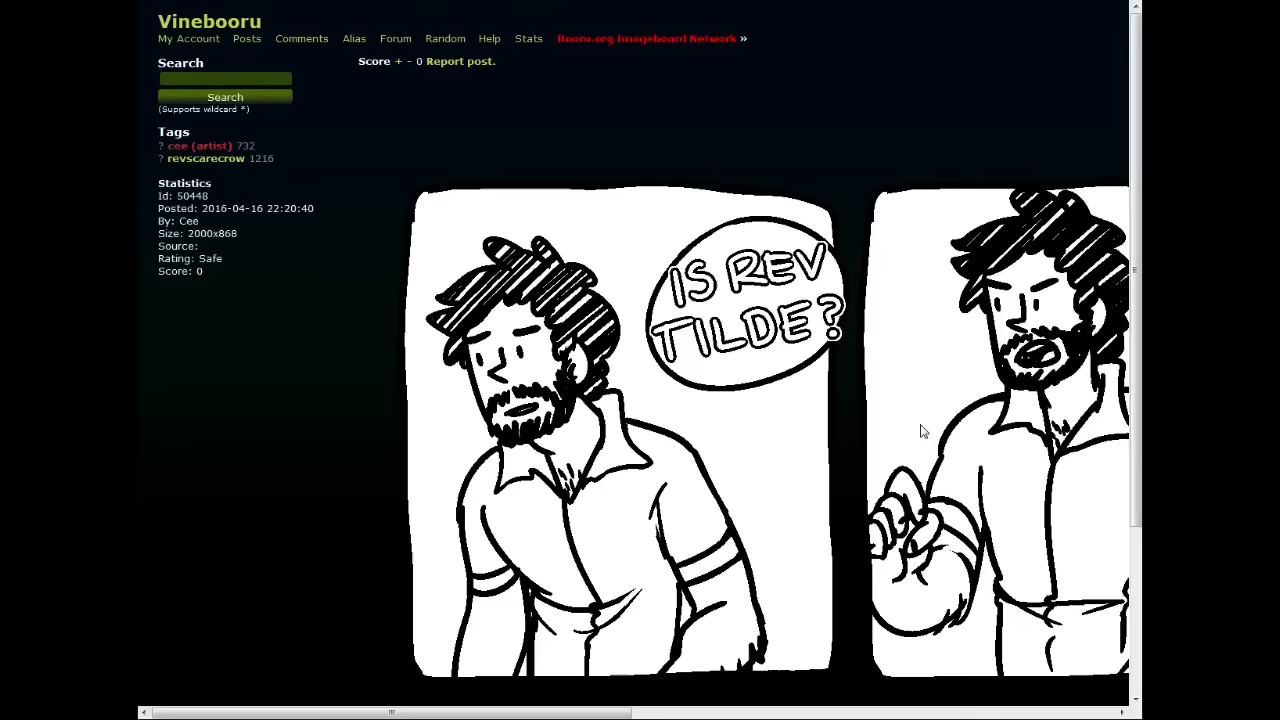 Vinebooru
My Account Posts Comments Alias Forum Random Help Stats Booru.org Imageboard Network »
Search
Score + - 0 Report post.
Search
(Supports wildcard *)
Tags
? cee (artist) 732
? revscarecrow 1216
Statistics
Id: 50448
Posted: 2016-04-16 22:20:40
By: Cee
Size: 2000x868
Source:
Rating: Safe
Score: 0
IS REV
TILDE?